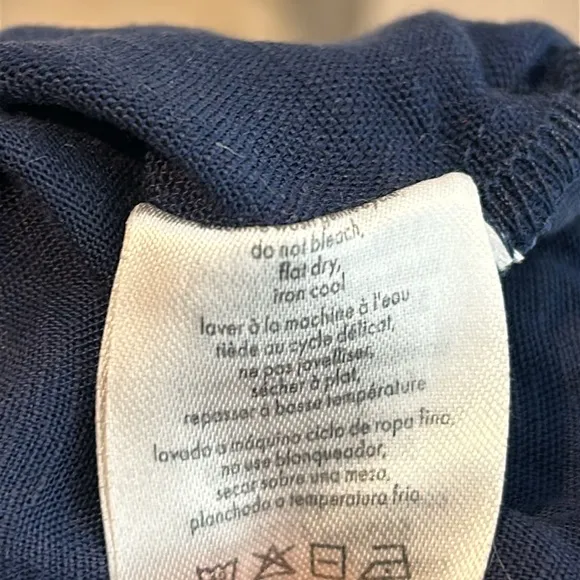 do not bleach,
flat dry,
iron cool
laver à la machine à l'eau
tiède au cycle délicat,
ne pas javelliser,
sécher à plat,
repasser a basse température
lavado a máquina ciclo de ropa fina,
no use blanqueador,
secar sobre una mesa,
planchado a temperatura fria.